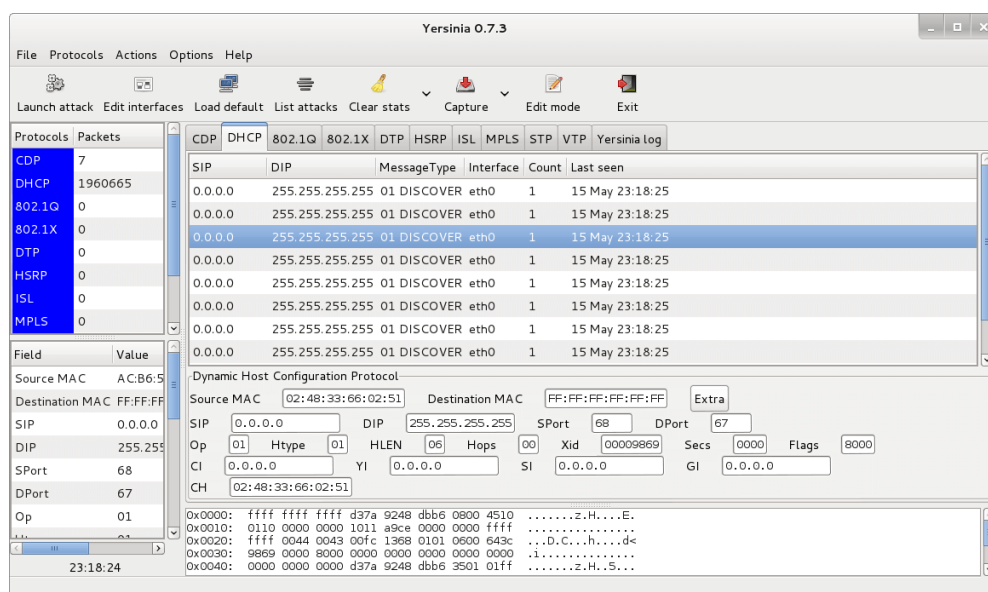 Yersinia 0.7.3
File Protocols Actions Options Help
Launch attack Edit interfaces Load default List attacks Clear stats Capture Edit mode Exit
Protocols Packets
CDP 7
DHCP 1960665
802.1Q 0
802.1X 0
DTP 0
HSRP 0
ISL 0
MPLS 0
Field Value
Source MAC AC:B6:5
Destination MAC FF:FF:FF
SIP 0.0.0.0
DIP 255.255
SPort 68
DPort 67
Op 01
23:18:24
CDP DHCP 802.1Q 802.1X DTP HSRP ISL MPLS STP VTP Yersinia log
SIP DIP MessageType Interface Count Last seen
0.0.0.0 255.255.255.255 01 DISCOVER eth0 1 15 May 23:18:25
0.0.0.0 255.255.255.255 01 DISCOVER eth0 1 15 May 23:18:25
0.0.0.0 255.255.255.255 01 DISCOVER eth0 1 15 May 23:18:25
0.0.0.0 255.255.255.255 01 DISCOVER eth0 1 15 May 23:18:25
0.0.0.0 255.255.255.255 01 DISCOVER eth0 1 15 May 23:18:25
0.0.0.0 255.255.255.255 01 DISCOVER eth0 1 15 May 23:18:25
0.0.0.0 255.255.255.255 01 DISCOVER eth0 1 15 May 23:18:25
0.0.0.0 255.255.255.255 01 DISCOVER eth0 1 15 May 23:18:25
Dynamic Host Configuration Protocol
Source MAC 02:48:33:66:02:51 Destination MAC FF:FF:FF:FF:FF:FF Extra
SIP 0.0.0.0 DIP 255.255.255.255 SPort 68 DPort 67
Op 01 Htype 01 HLEN 06 Hops 00 Xid 00009869 Secs 0000 Flags 8000
CI 0.0.0.0 YI 0.0.0.0 SI 0.0.0.0 GI 0.0.0.0
CH 02:48:33:66:02:51
0x0000: ffff ffff ffff d37a 9248 dbb6 0800 4510 .......z.H....E.
0x0010: 0110 0000 0000 1011 a9ce 0000 0000 ffff ................
0x0020: ffff 0044 0043 00fc 1368 0101 0600 643c ...D.C...h....d<
0x0030: 9869 0000 8000 0000 0000 0000 0000 0000 .i..............
0x0040: 0000 0000 0000 d37a 9248 dbb6 3501 01ff .......z.H..5...